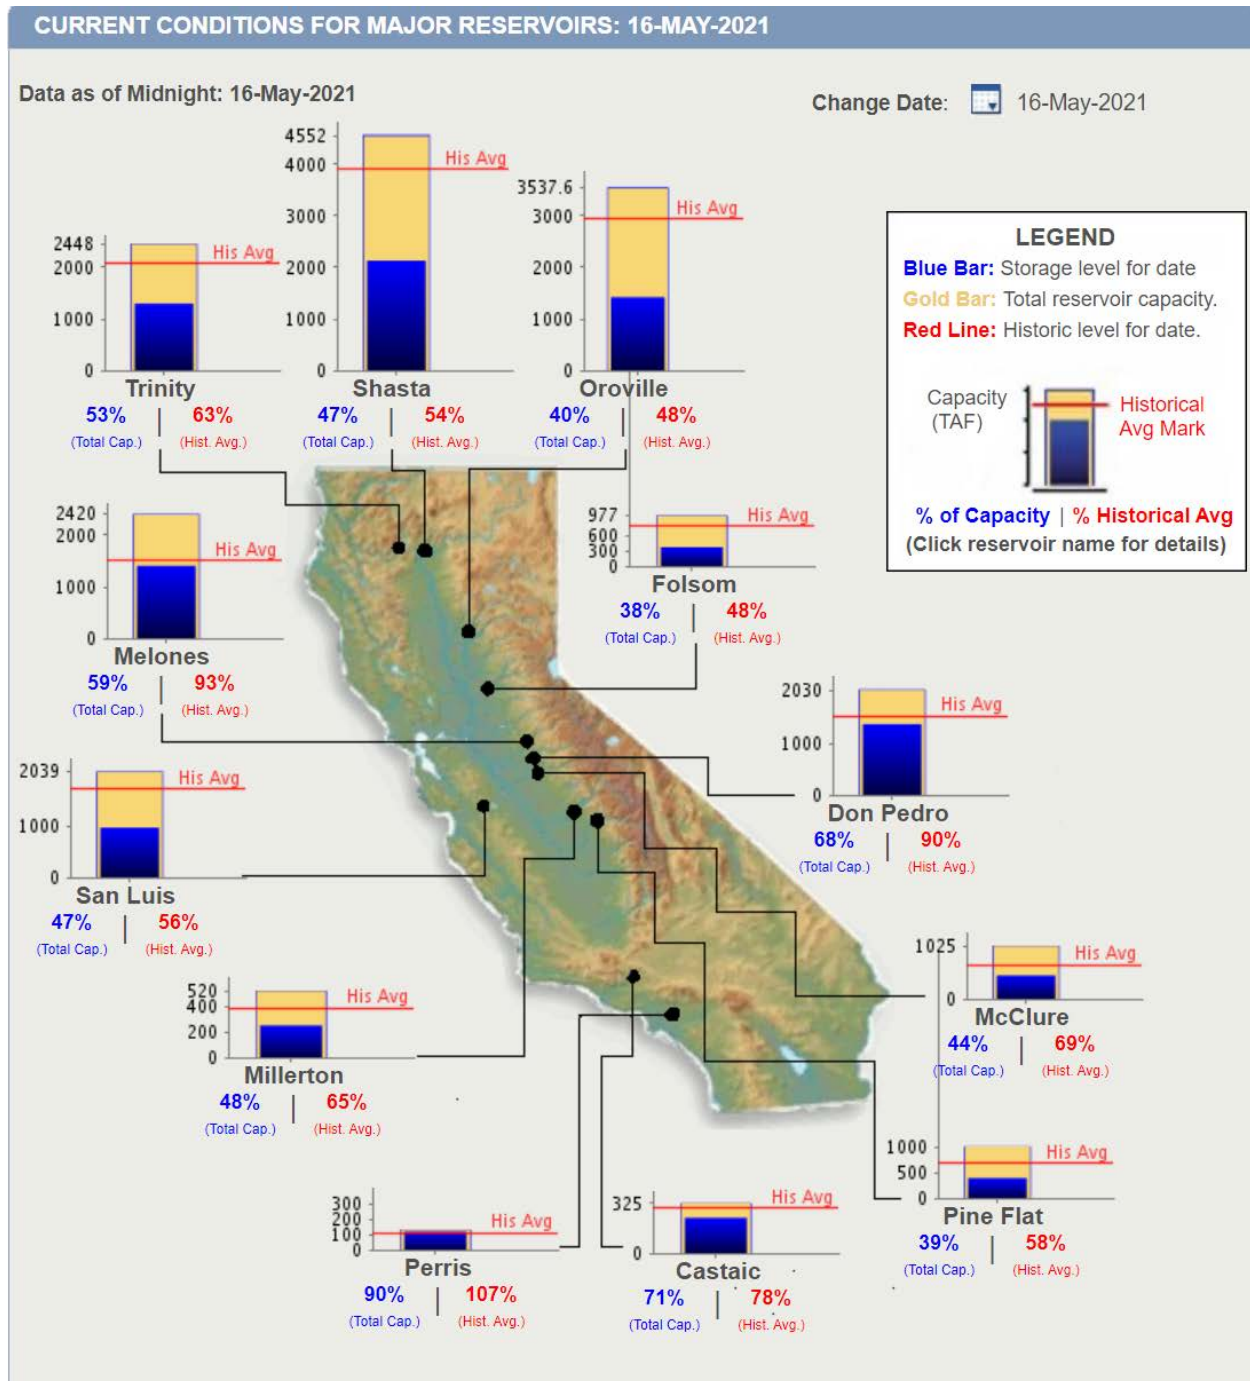 CURRENT CONDITIONS FOR MAJOR RESERVOIRS: 16-MAY-2021
Data as of Midnight: 16-May-2021
Change Date: 16-May-2021
4552
4000
3000
2000
1000
0
His Avg
Shasta
47% | 54%
(Total Cap.) (Hist. Avg.)
3537.6
3000
2000
1000
0
His Avg
Oroville
40% | 48%
(Total Cap.) (Hist. Avg.)
2448
2000
1000
0
His Avg
Trinity
53% | 63%
(Total Cap.) (Hist. Avg.)
LEGEND
Blue Bar: Storage level for date
Gold Bar: Total reservoir capacity.
Red Line: Historic level for date.
Capacity
(TAF)
Historical
Avg Mark
% of Capacity | % Historical Avg
(Click reservoir name for details)
2420
2000
1000
0
His Avg
Melones
59% | 93%
(Total Cap.) (Hist. Avg.)
977
600
300
0
His Avg
Folsom
38% | 48%
(Total Cap.) (Hist. Avg.)
2030
1000
0
His Avg
Don Pedro
68% | 90%
(Total Cap.) (Hist. Avg.)
2039
1000
0
His Avg
San Luis
47% | 56%
(Total Cap.) (Hist. Avg.)
1025
0
His Avg
McClure
44% | 69%
(Total Cap.) (Hist. Avg.)
520
400
200
0
His Avg
Millerton
48% | 65%
(Total Cap.) (Hist. Avg.)
1000
500
0
His Avg
Pine Flat
39% | 58%
(Total Cap.) (Hist. Avg.)
300
200
100
0
His Avg
Perris
90% | 107%
(Total Cap.) (Hist. Avg.)
325
0
His Avg
Castaic
71% | 78%
(Total Cap.) (Hist. Avg.)